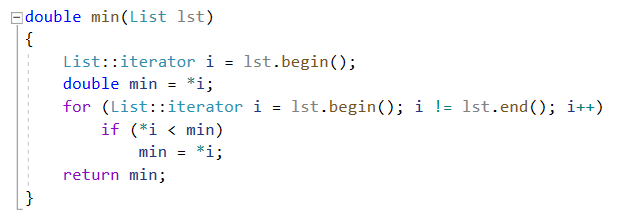 double min(List lst)
{
    List::iterator i = lst.begin();
    double min = *i;
    for (List::iterator i = lst.begin(); i != lst.end(); i++)
        if (*i < min)
            min = *i;
    return min;
}